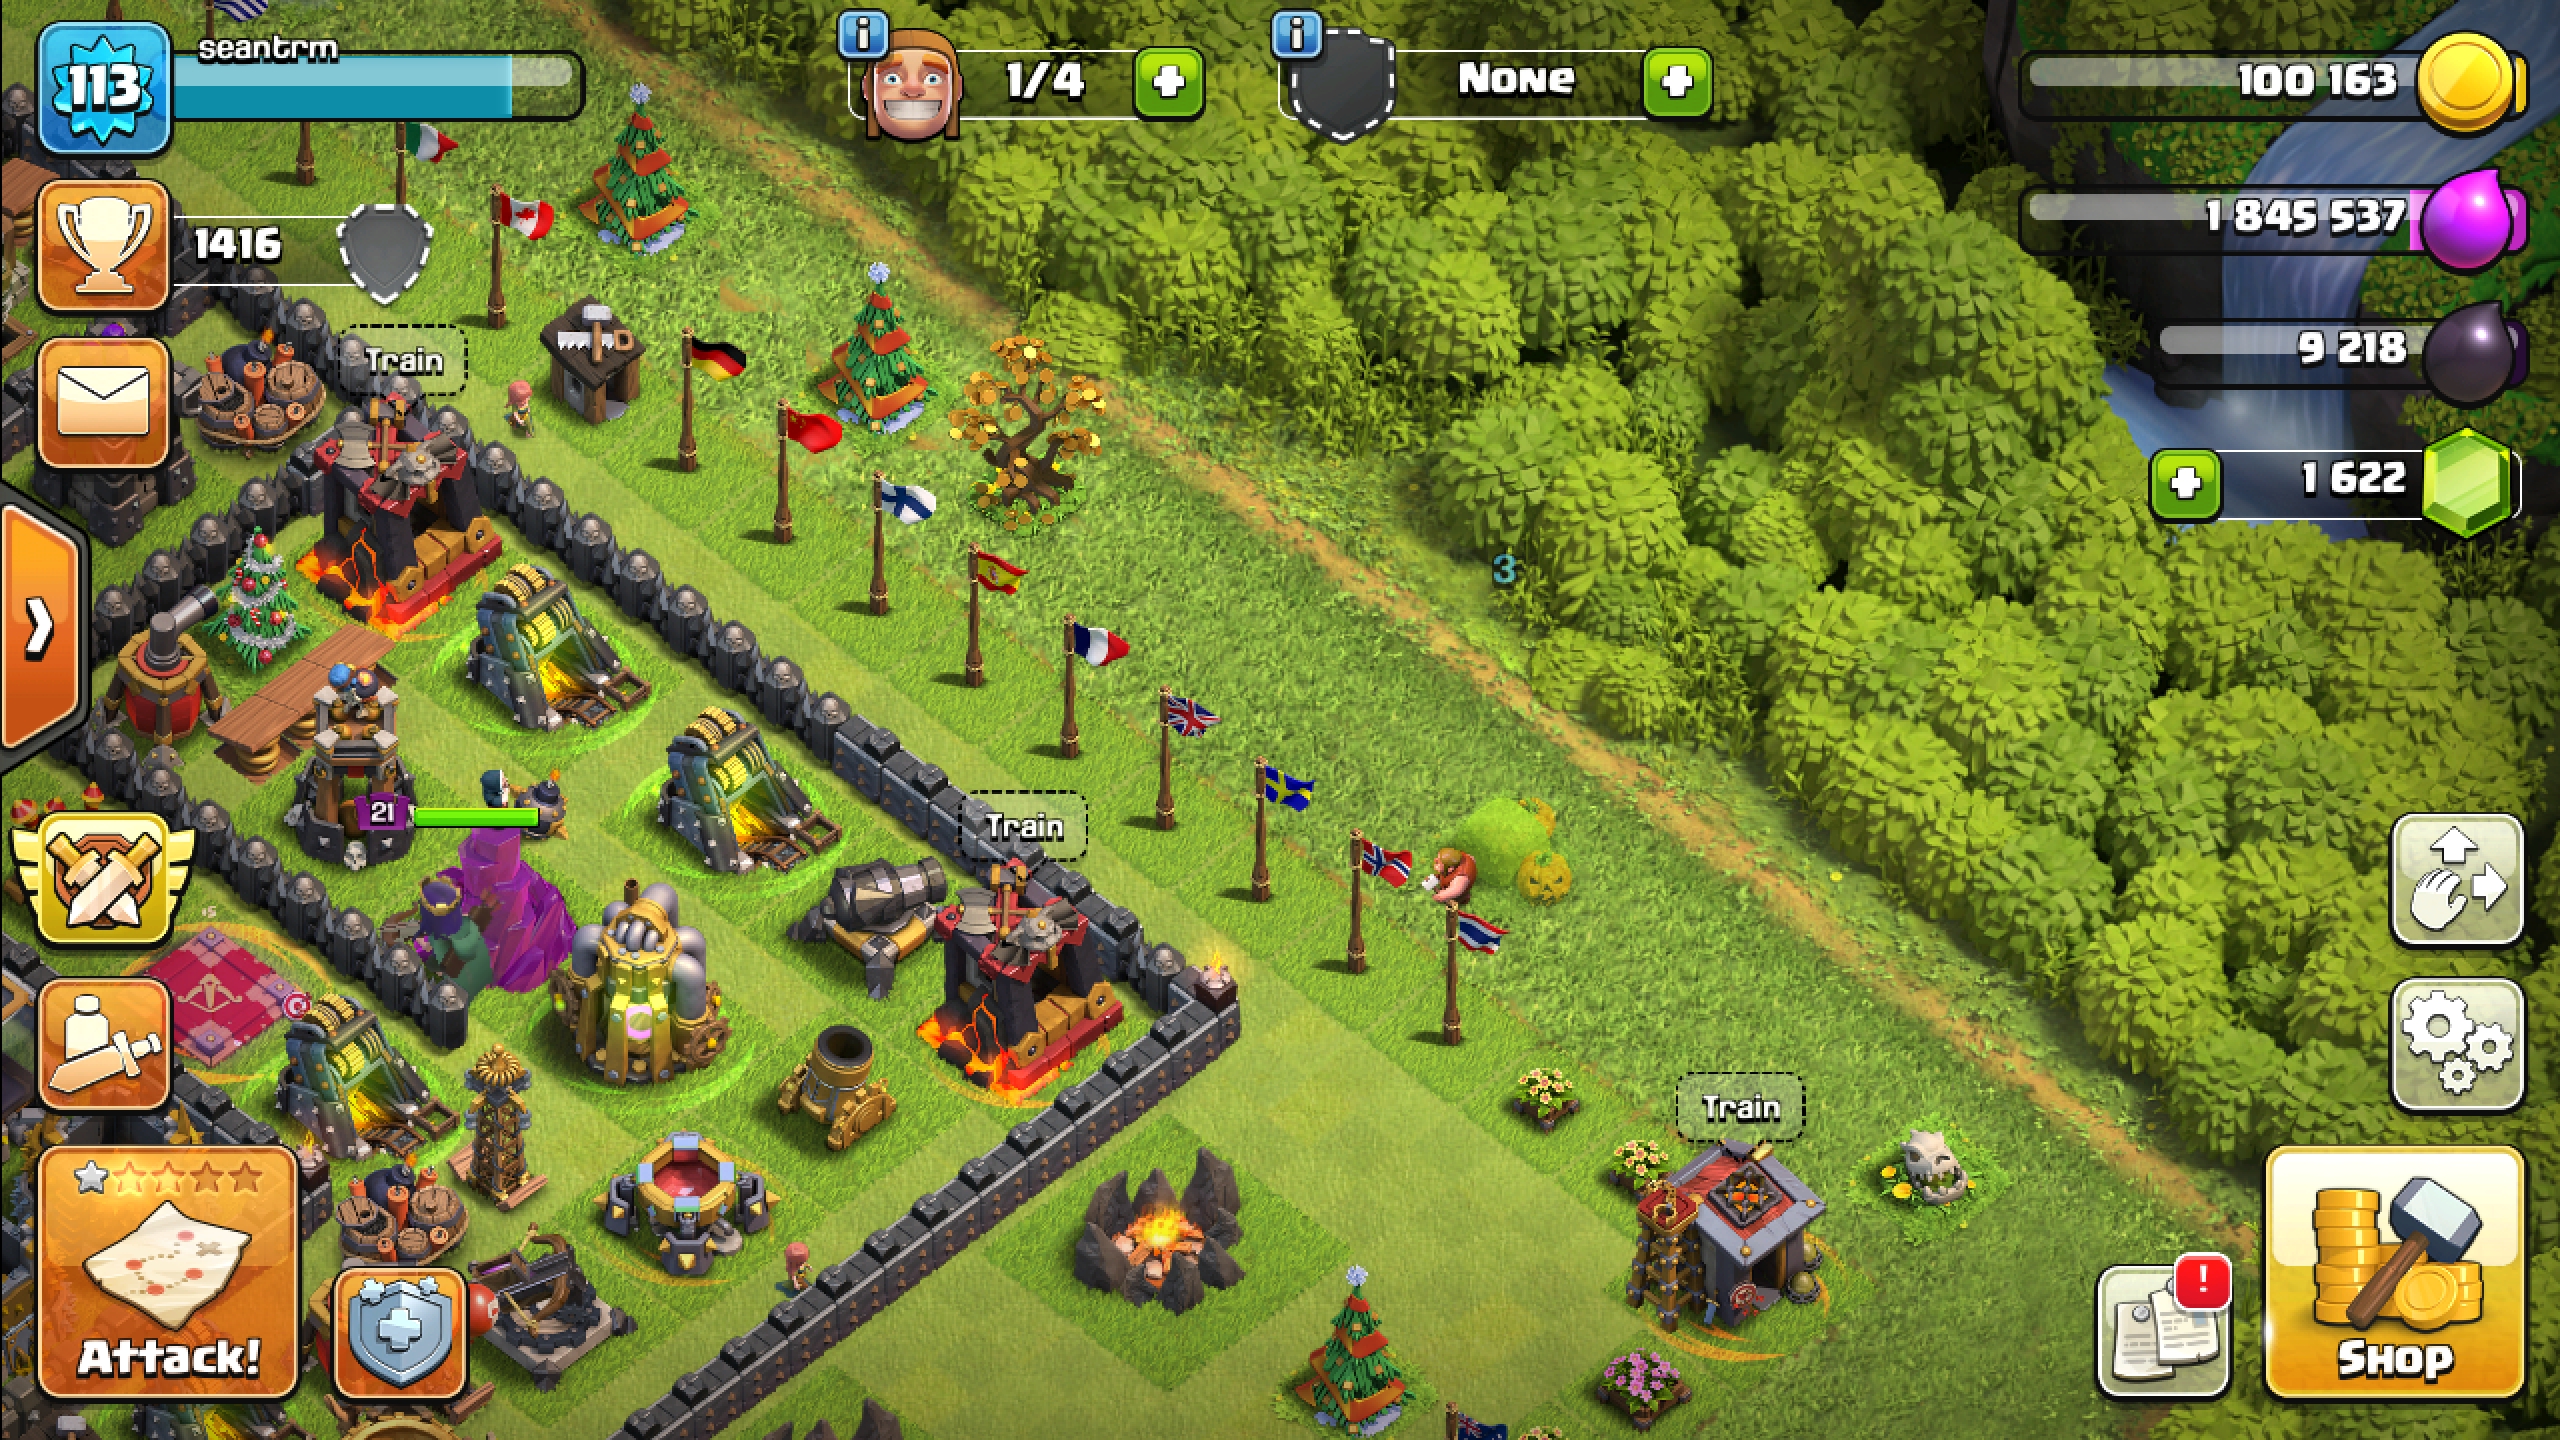 113
seantrm
1/4
None
100 163
1416
1 845 537
Train
9 218
1 622
3
21
Train
Train
Attack!
!
Shop